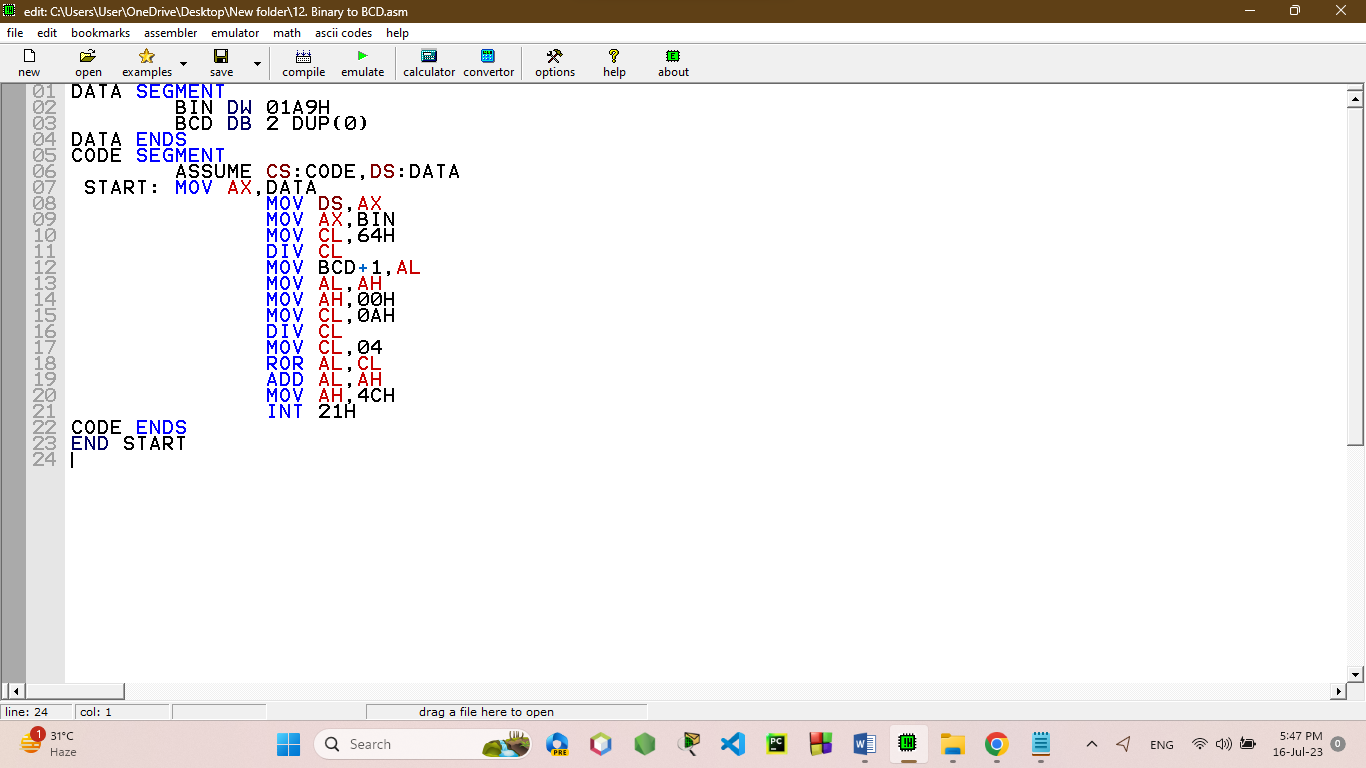 edit: C:\Users\User\OneDrive\Desktop\New folder\12. Binary to BCD.asm
file edit bookmarks assembler emulator math ascii codes help
new open examples save compile emulate calculator convertor options help about
01 DATA SEGMENT
02 BIN DW 01A9H
03 BCD DB 2 DUP(0)
04 DATA ENDS
05 CODE SEGMENT
06 ASSUME CS:CODE,DS:DATA
07 START: MOV AX,DATA
08 MOV DS,AX
09 MOV AX,BIN
10 MOV CL,64H
11 DIV CL
12 MOV BCD+1,AL
13 MOV AL,AH
14 MOV AH,00H
15 MOV CL,0AH
16 DIV CL
17 MOV CL,04
18 ROR AL,CL
19 ADD AL,AH
20 MOV AH,4CH
21 INT 21H
22 CODE ENDS
23 END START
24
line: 24 col: 1 drag a file here to open
1 31°C
Haze
Search
PRE
PC
W
ENG
5:47 PM
16-Jul-23
0